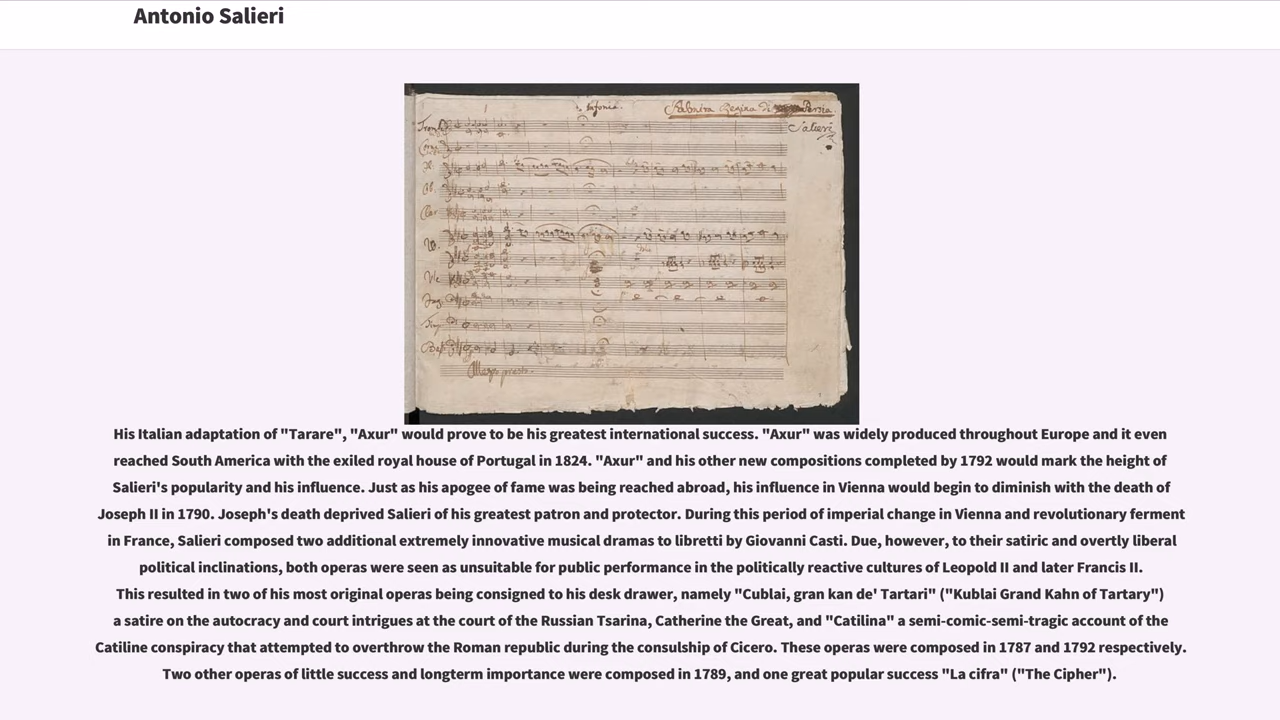 Antonio Salieri
Sinfonia.
Palmira Regina di Persia.
Salieri
His Italian adaptation of "Tarare", "Axur" would prove to be his greatest international success. "Axur" was widely produced throughout Europe and it even
reached South America with the exiled royal house of Portugal in 1824. "Axur" and his other new compositions completed by 1792 would mark the height of
Salieri's popularity and his influence. Just as his apogee of fame was being reached abroad, his influence in Vienna would begin to diminish with the death of
Joseph II in 1790. Joseph's death deprived Salieri of his greatest patron and protector. During this period of imperial change in Vienna and revolutionary ferment
in France, Salieri composed two additional extremely innovative musical dramas to libretti by Giovanni Casti. Due, however, to their satiric and overtly liberal
political inclinations, both operas were seen as unsuitable for public performance in the politically reactive cultures of Leopold II and later Francis II.
This resulted in two of his most original operas being consigned to his desk drawer, namely "Cublai, gran kan de' Tartari" ("Kublai Grand Kahn of Tartary")
a satire on the autocracy and court intrigues at the court of the Russian Tsarina, Catherine the Great, and "Catilina" a semi-comic-semi-tragic account of the
Catiline conspiracy that attempted to overthrow the Roman republic during the consulship of Cicero. These operas were composed in 1787 and 1792 respectively.
Two other operas of little success and longterm importance were composed in 1789, and one great popular success "La cifra" ("The Cipher").